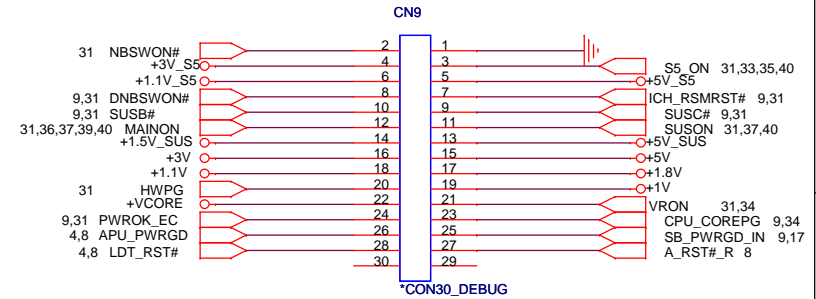 CN9
31 NBSWON# 2 1
+3V_S5 4 3 S5_ON 31,33,35,40
+1.1V_S5 6 5 +5V_S5
9,31 DNBSWON# 8 7 ICH_RSMRST# 9,31
9,31 SUSB# 10 9 SUSC# 9,31
31,36,37,39,40 MAINON 12 11 SUSON 31,37,40
+1.5V_SUS 14 13 +5V_SUS
+3V 16 15 +5V
+1.1V 18 17 +1.8V
31 HWPG 20 19 +1V
+VCORE 22 21 VRON 31,34
9,31 PWROK_EC 24 23 CPU_COREPG 9,34
4,8 APU_PWRGD 26 25 SB_PWRGD_IN 9,17
4,8 LDT_RST# 28 27 A_RST#_R 8
30 29
*CON30_DEBUG